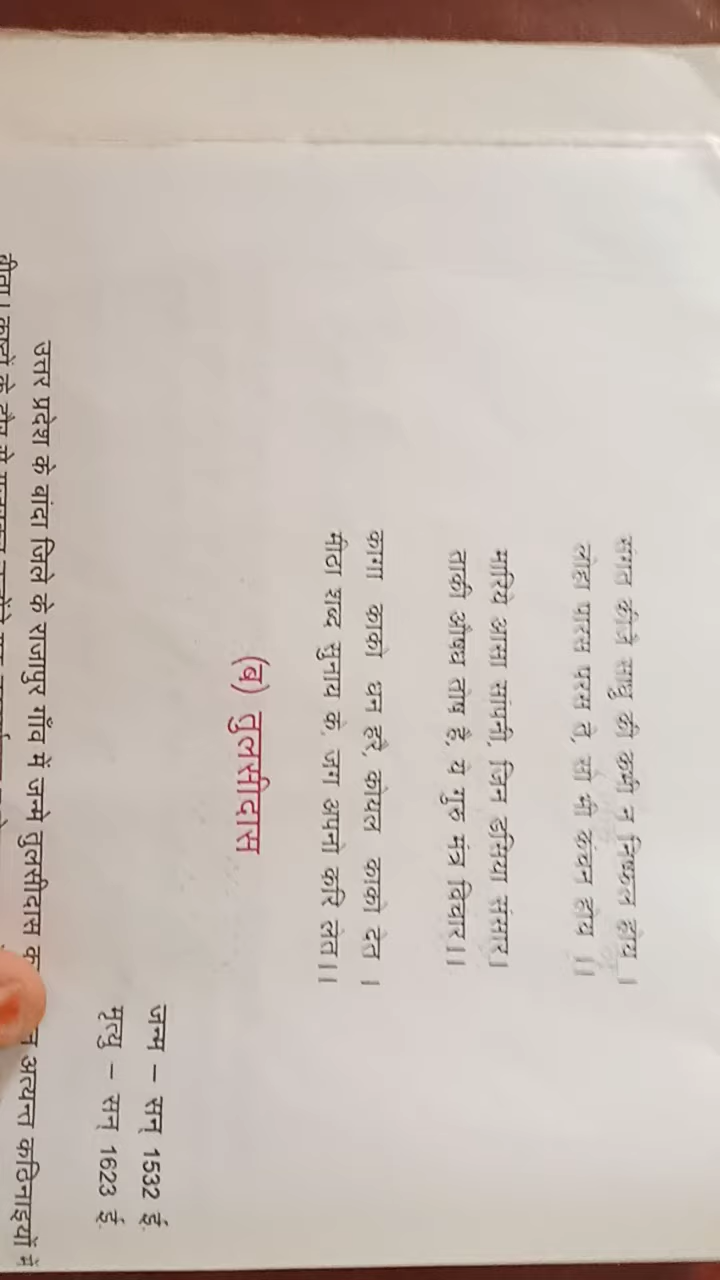 संगत कीजे साधु की कभी न निष्फल होय ।
लोहा पारस परस ते, सो भी कंचन होय ।।
मारिये आसा सांपनी, जिन डसिया संसार।
ताकी औषध तोष है, ये गुरु मंत्र विचार।।
कागा काको धन हरे, कोयल काको देत ।
मीठा शब्द सुनाय के, जग अपनो करि लेत।।
(ब) तुलसीदास
जन्म – सन् 1532 ई.
मृत्यु – सन् 1623 ई.
उत्तर प्रदेश के बांदा जिले के राजापुर गाँव में जन्मे तुलसीदास अत्यन्त कठिनाइयों में